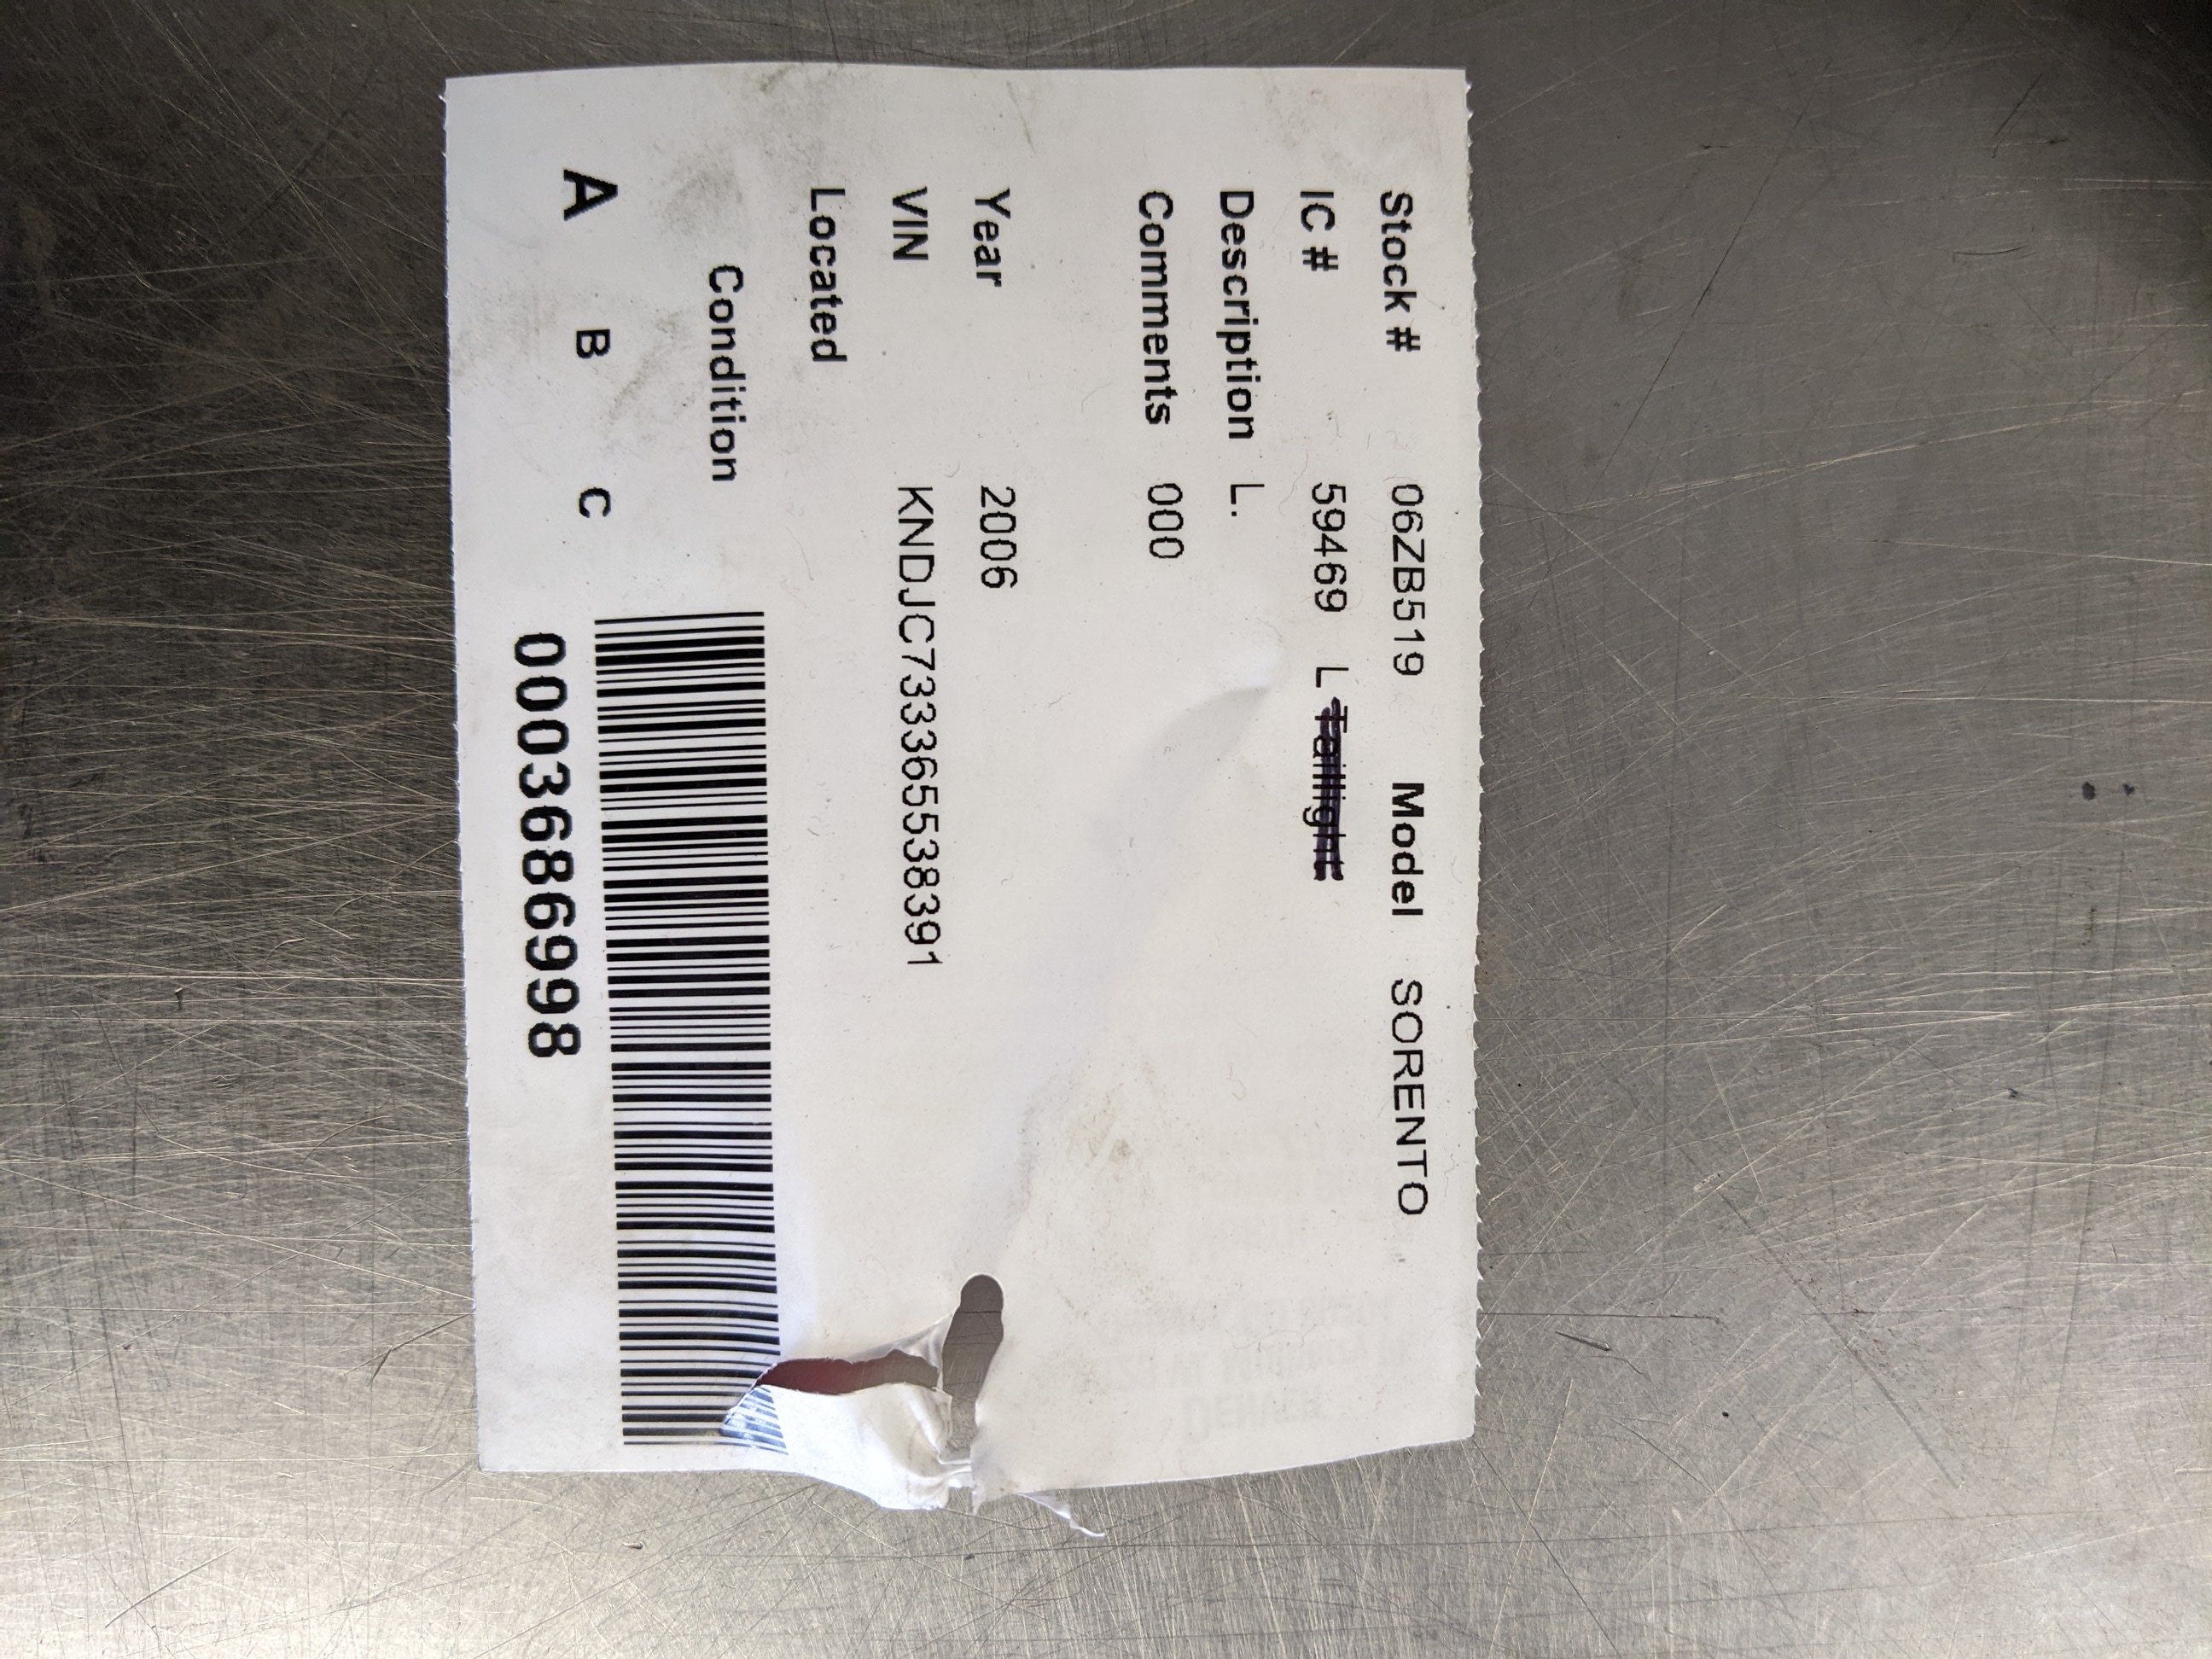 Stock # 06ZB519 Model SORENTO
IC # 59469 L Taillight
Description L.
Comments 000
Year 2006
VIN KNDJC733365538391
Located
Condition
A B C
0003686998